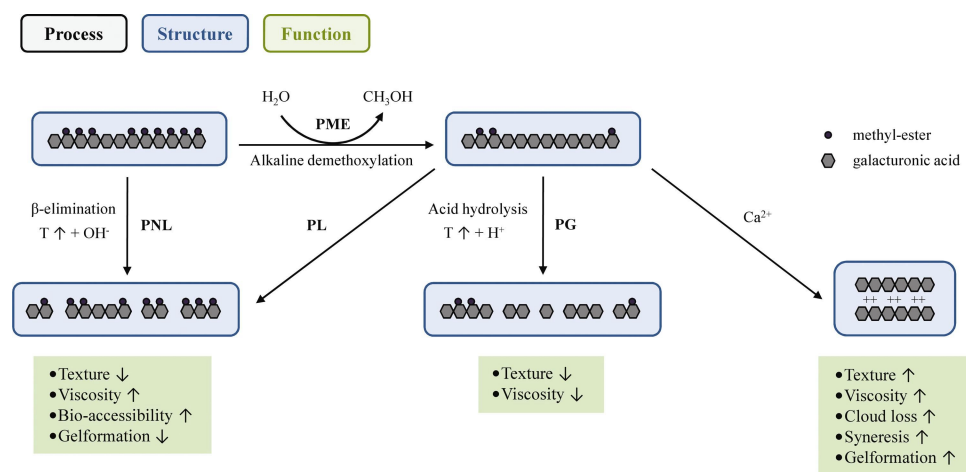 Process
Structure
Function
H₂O
CH₃OH
PME
Alkaline demethoxylation
methyl-ester
galacturonic acid
β-elimination
T ↑ + OH⁻
PNL
PL
Acid hydrolysis
T ↑ + H⁺
PG
Ca²⁺
++ ++ ++
•Texture ↓
•Viscosity ↑
•Bio-accessibility ↑
•Gelformation ↓
•Texture ↓
•Viscosity ↓
•Texture ↑
•Viscosity ↑
•Cloud loss ↑
•Syneresis ↑
•Gelformation ↑